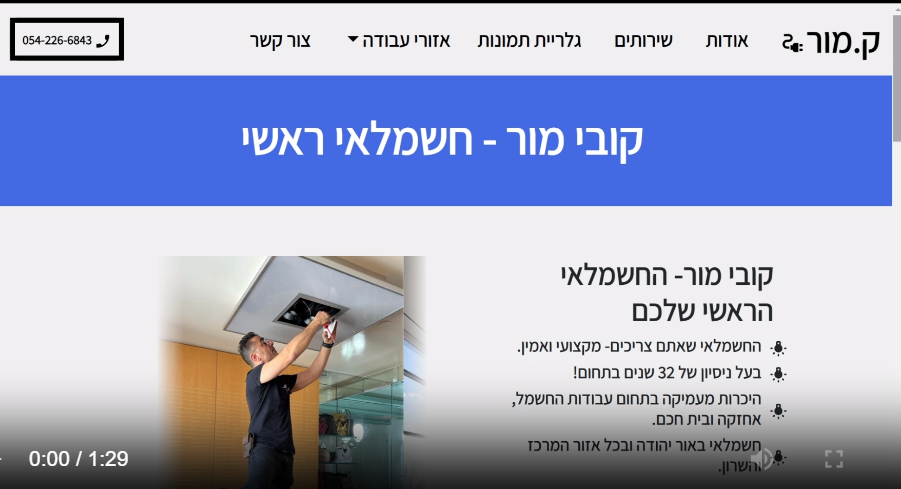 ק.מור
אודות
שירותים
גלריית תמונות
אזורי עבודה
צור קשר
054-226-6843
קובי מור - חשמלאי ראשי
קובי מור- החשמלאי
הראשי שלכם
החשמלאי שאתם צריכים- מקצועי ואמין.
בעל ניסיון של 32 שנים בתחום!
היכרות מעמיקה בתחום עבודות החשמל,
אחזקה ובית חכם.
חשמלאי באור יהודה ובכל אזור המרכז
והשרון.
0:00 / 1:29